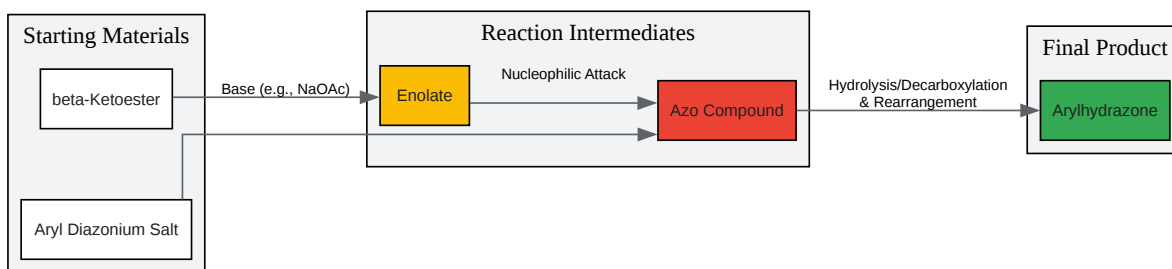 Starting Materials
beta-Ketoester
Aryl Diazonium Salt
Base (e.g., NaOAc)
Reaction Intermediates
Enolate
Nucleophilic Attack
Azo Compound
Hydrolysis/Decarboxylation
& Rearrangement
Final Product
Arylhydrazone